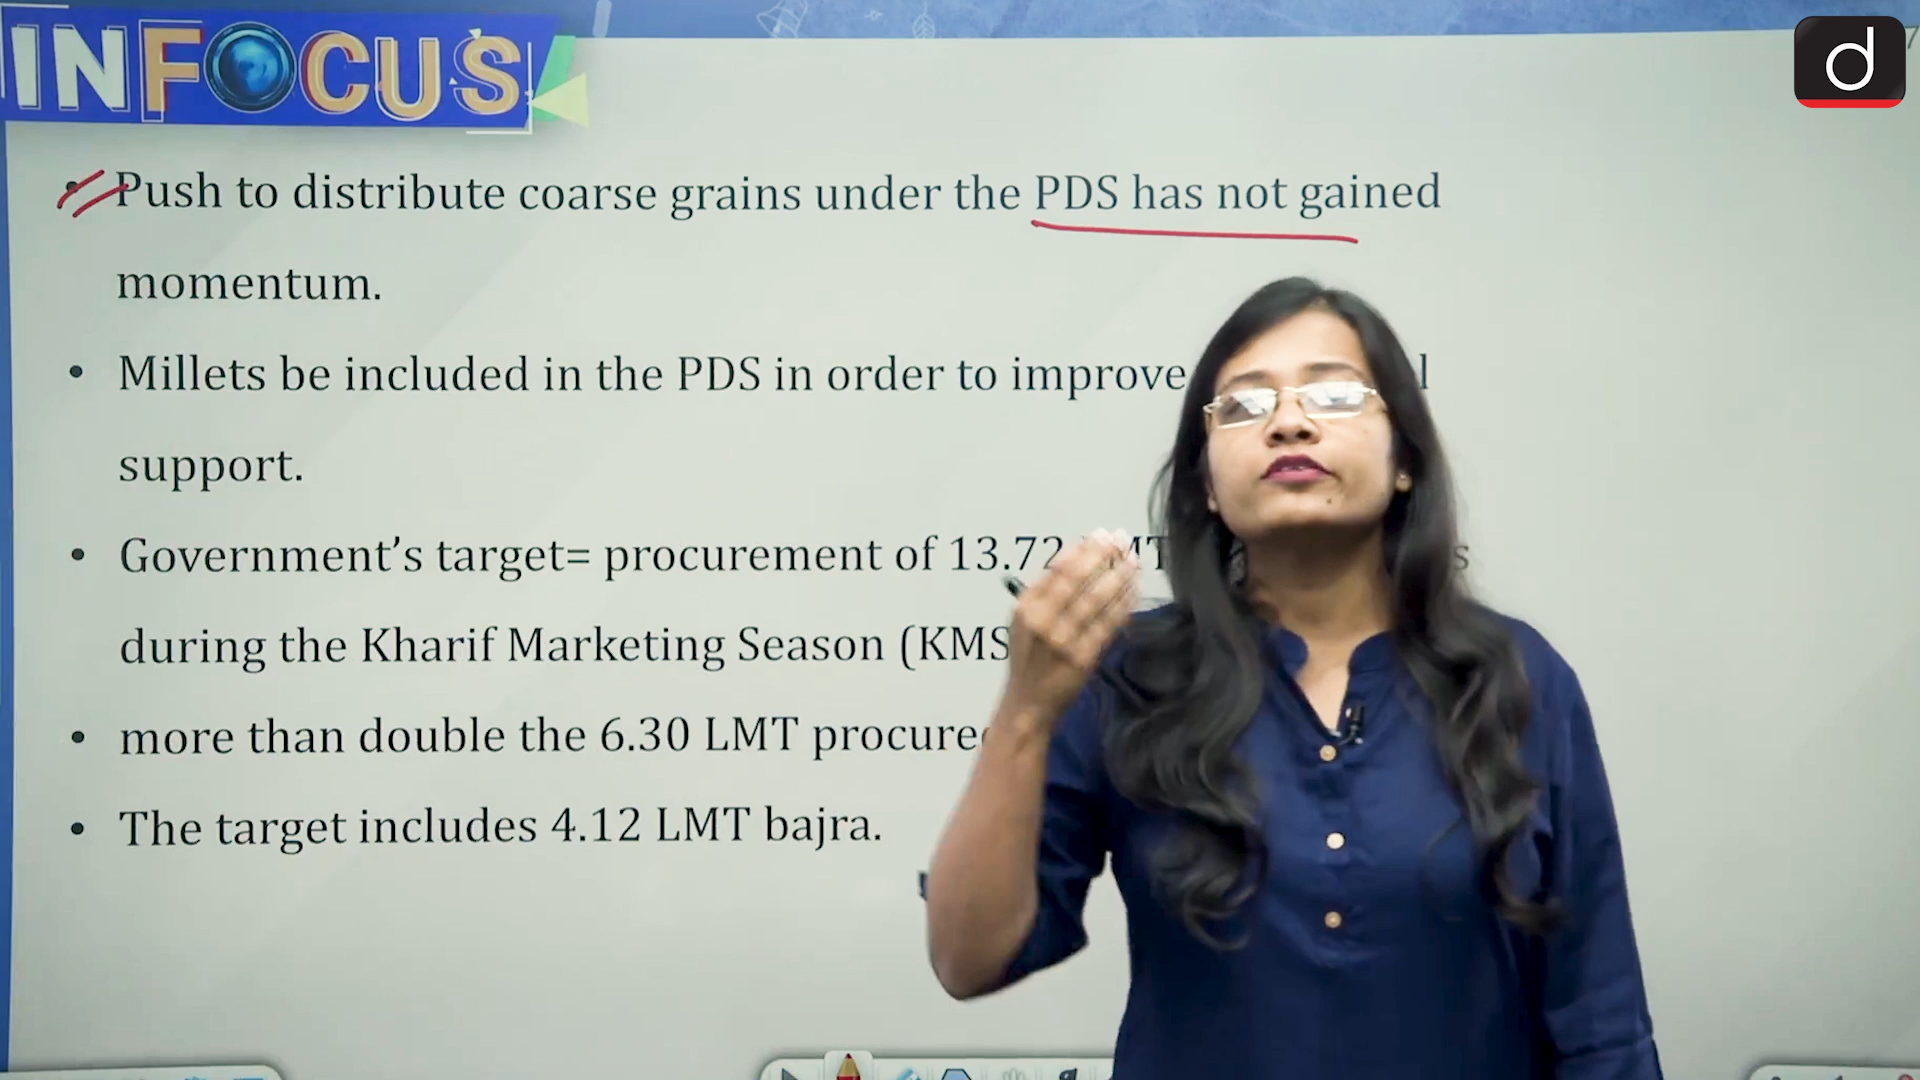 INFOCUS
d
• Push to distribute coarse grains under the PDS has not gained
momentum.
• Millets be included in the PDS in order to improve
support.
• Government's target= procurement of 13.72
during the Kharif Marketing Season (KMS
• more than double the 6.30 LMT procured
• The target includes 4.12 LMT bajra.